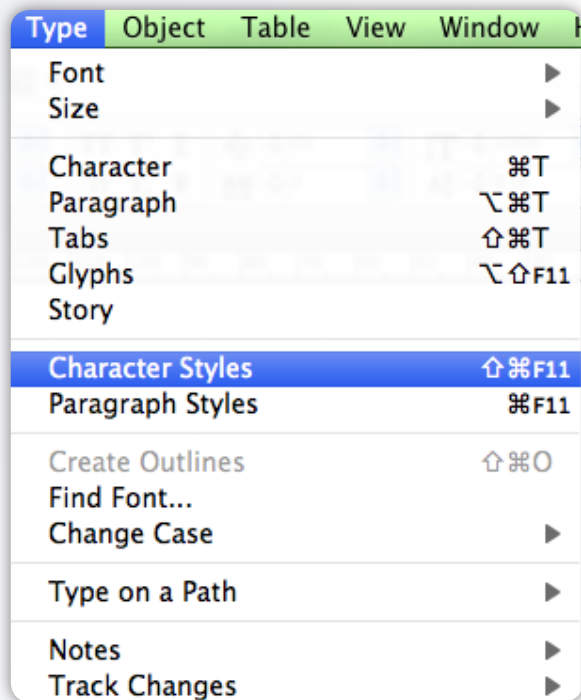 Type Object Table View Window
Font
Size
Character ⌘T
Paragraph ⌥⌘T
Tabs ⇧⌘T
Glyphs ⌥⇧F11
Story
Character Styles ⇧⌘F11
Paragraph Styles ⌘F11
Create Outlines ⇧⌘O
Find Font...
Change Case
Type on a Path
Notes
Track Changes